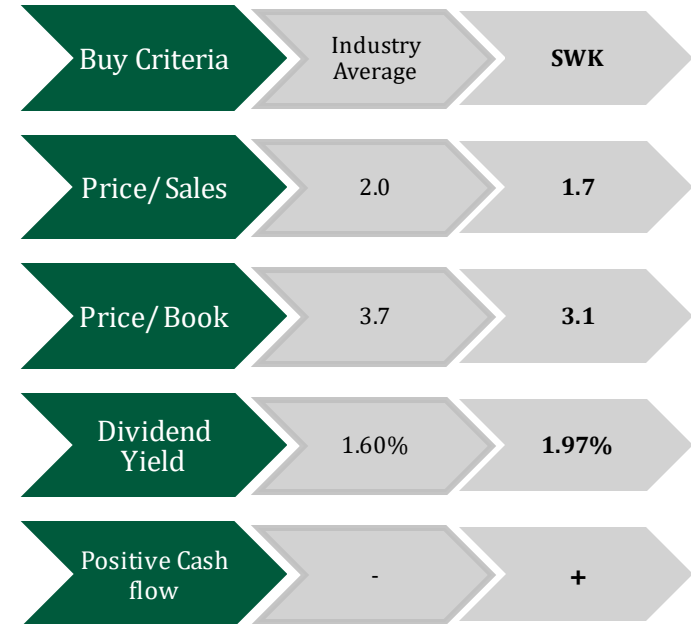 Buy Criteria
Industry
Average
SWK
Price/Sales
2.0
1.7
Price/Book
3.7
3.1
Dividend
Yield
1.60%
1.97%
Positive Cash
flow
-
+